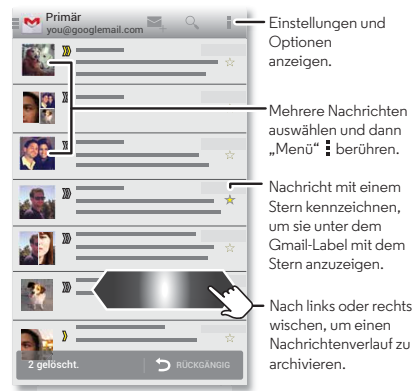 Primär
you@googlemail.com
Einstellungen und
Optionen
anzeigen.
Mehrere Nachrichten
auswählen und dann
„Menü“ berühren.
Nachricht mit einem
Stern kennzeichnen,
um sie unter dem
Gmail-Label mit dem
Stern anzuzeigen.
Nach links oder rechts
wischen, um einen
Nachrichtenverlauf zu
archivieren.
2 gelöscht.
RÜCKGÄNGIG